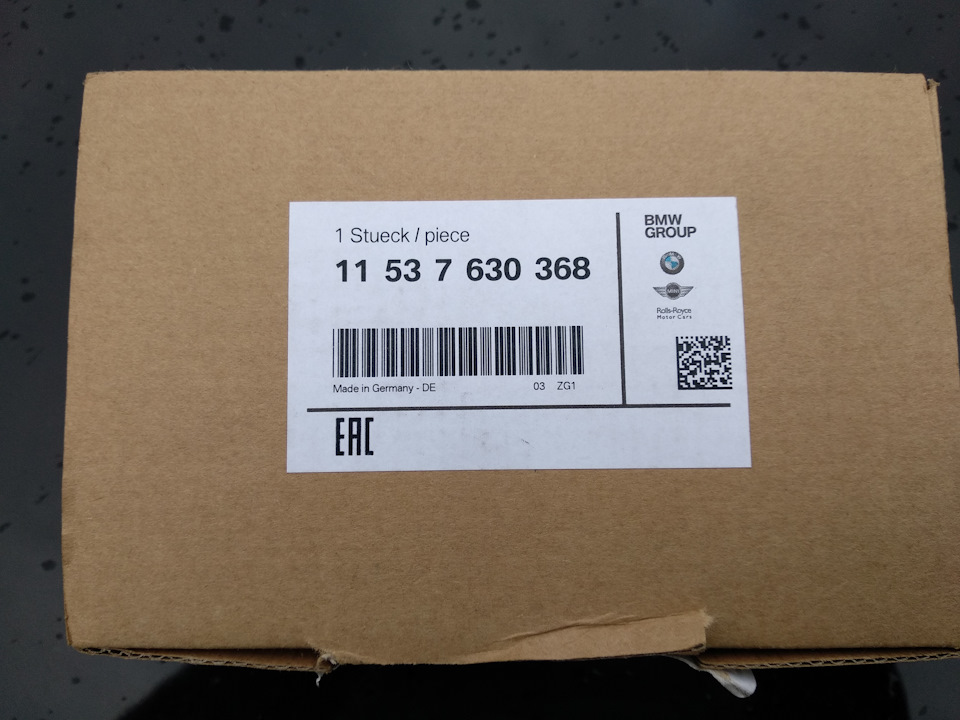 1 Stueck / piece
11 53 7 630 368
Made in Germany - DE
03 ZG1
EAC
BMW
GROUP
MINI
Rolls-Royce
Motor Cars